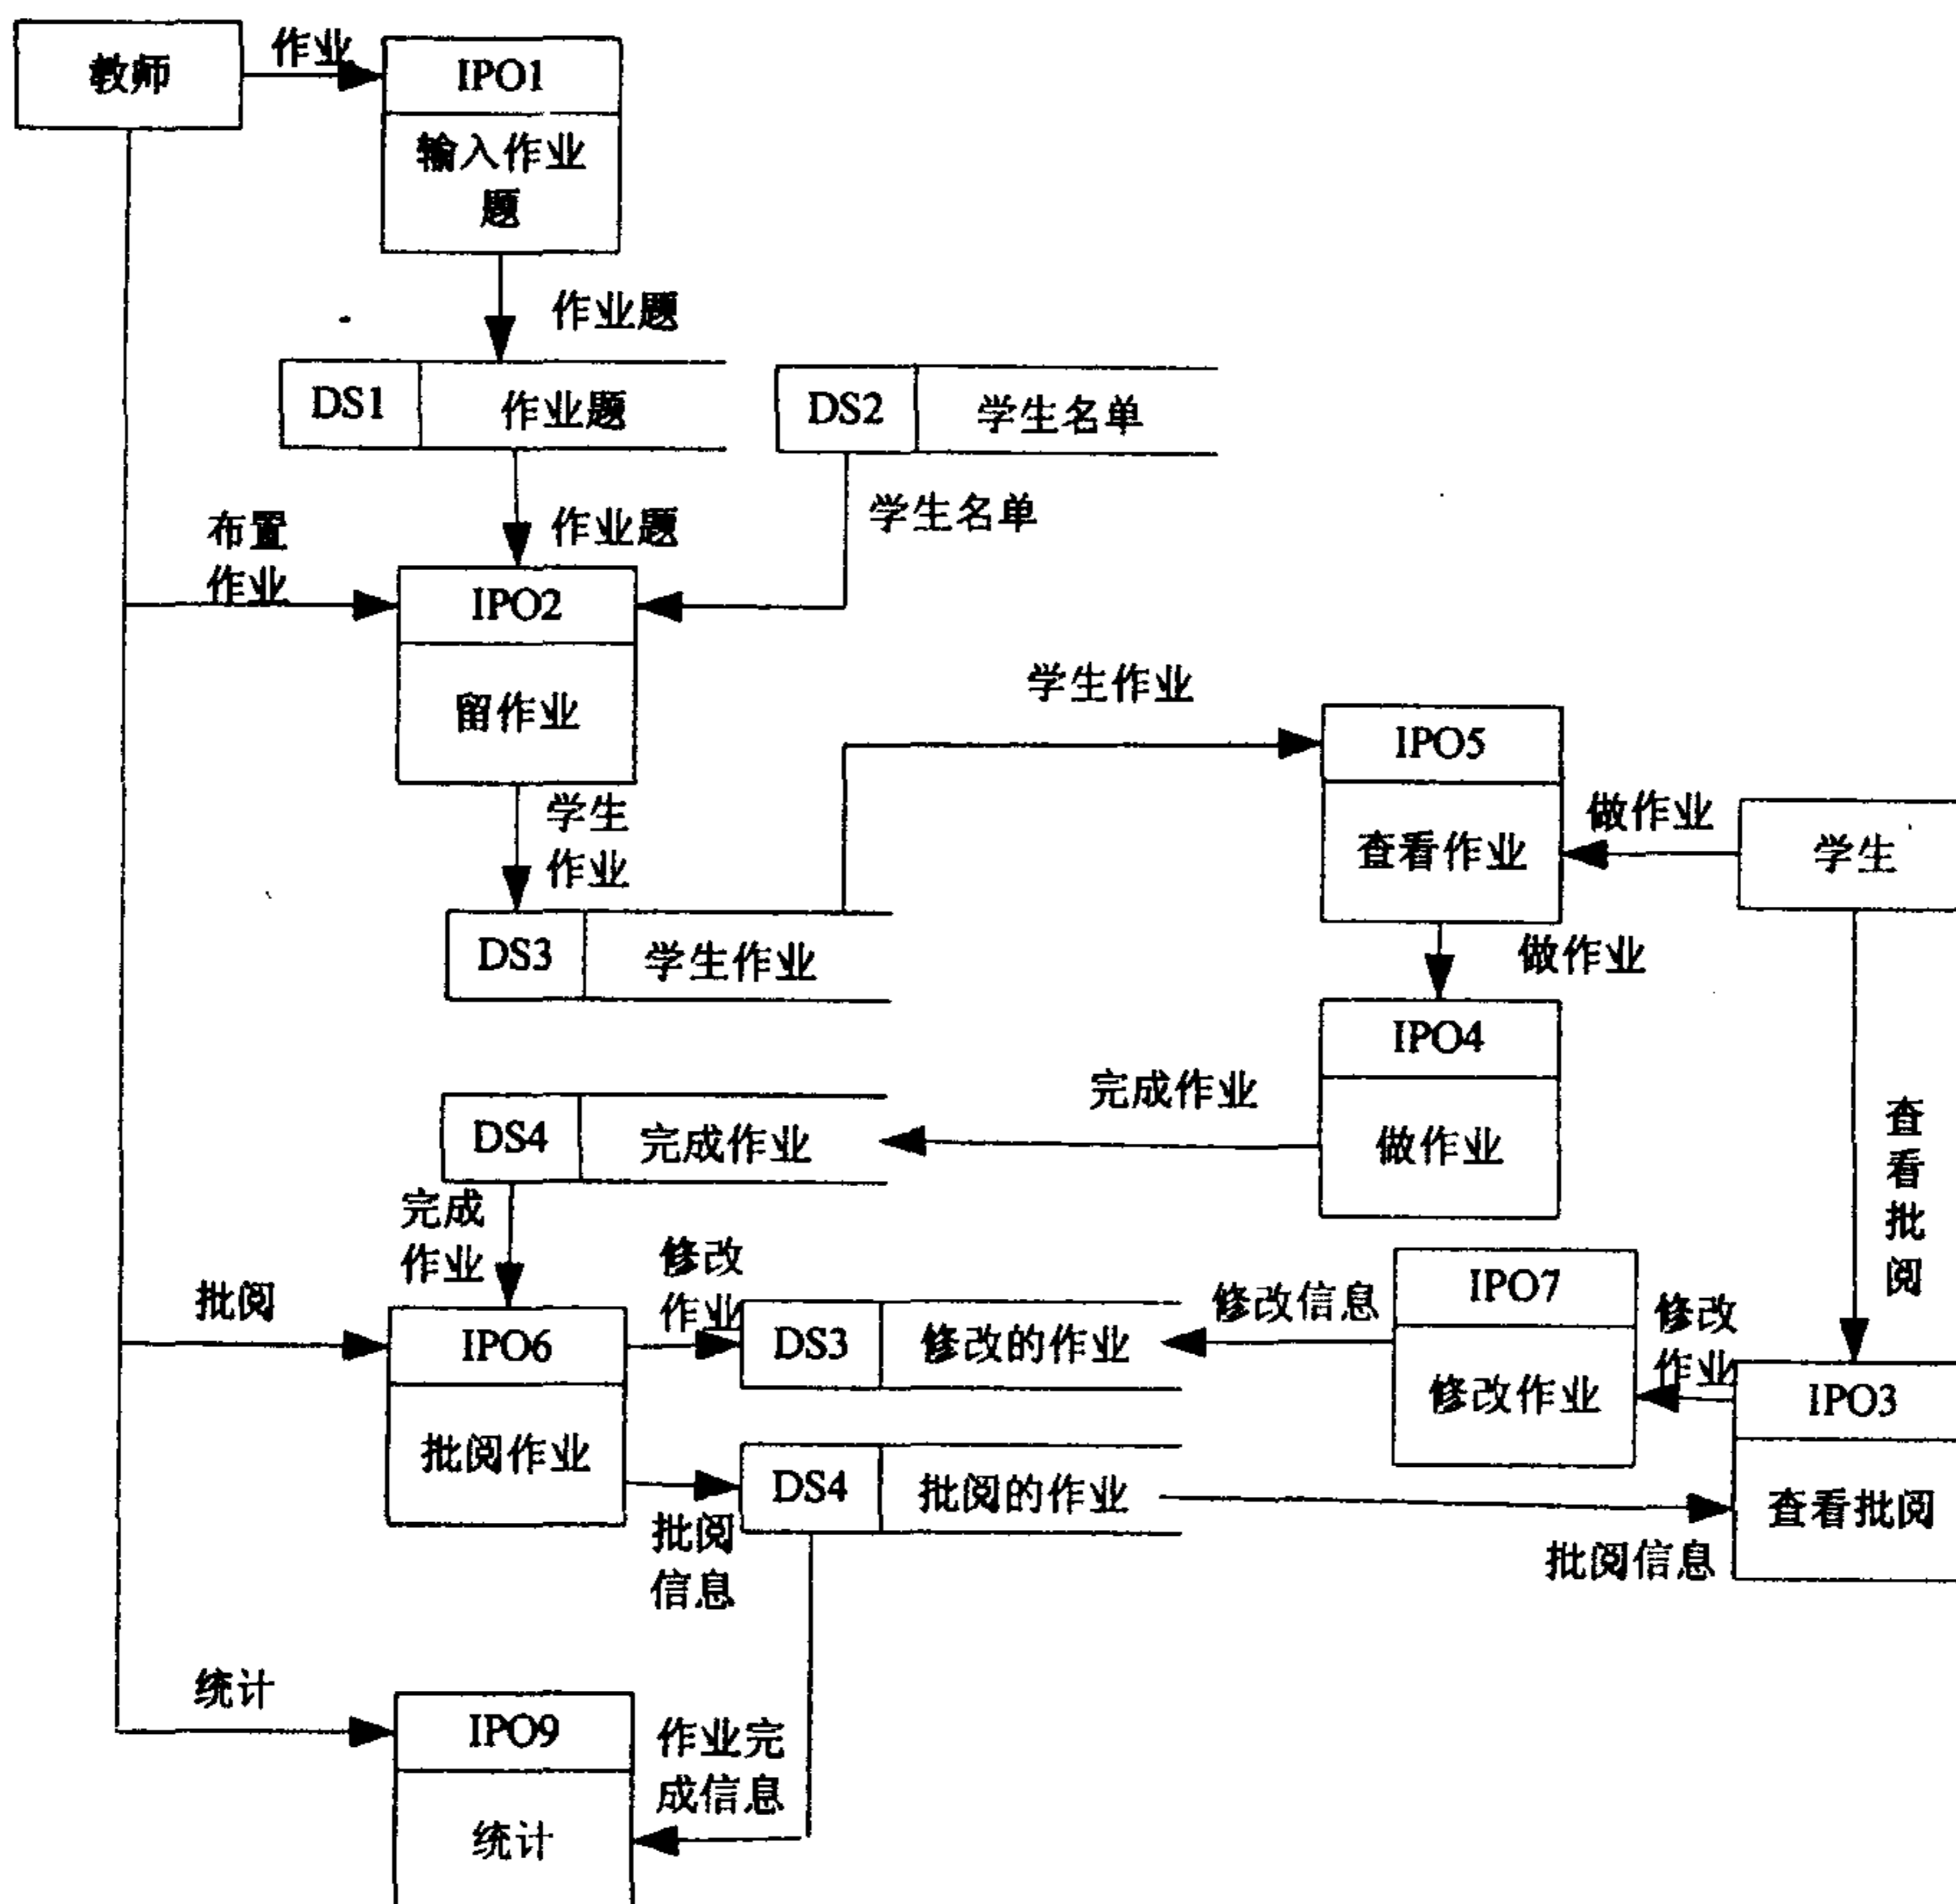 教师
作业
IPO1
输入作业
题
作业题
DS1
作业题
DS2
学生名单
作业题
学生名单
布置
作业
IPO2
留作业
学生作业
学生
作业
IPO5
查看作业
做作业
学生
DS3
学生作业
做作业
IPO4
做作业
完成作业
DS4
完成作业
查
看
批
阅
完成
作业
批阅
IPO6
批阅作业
修改
作业
DS3
修改的作业
修改信息
IPO7
修改作业
修改
作业
IPO3
查看批阅
DS4
批阅的作业
批阅
信息
批阅信息
统计
IPO9
统计
作业完
成信息